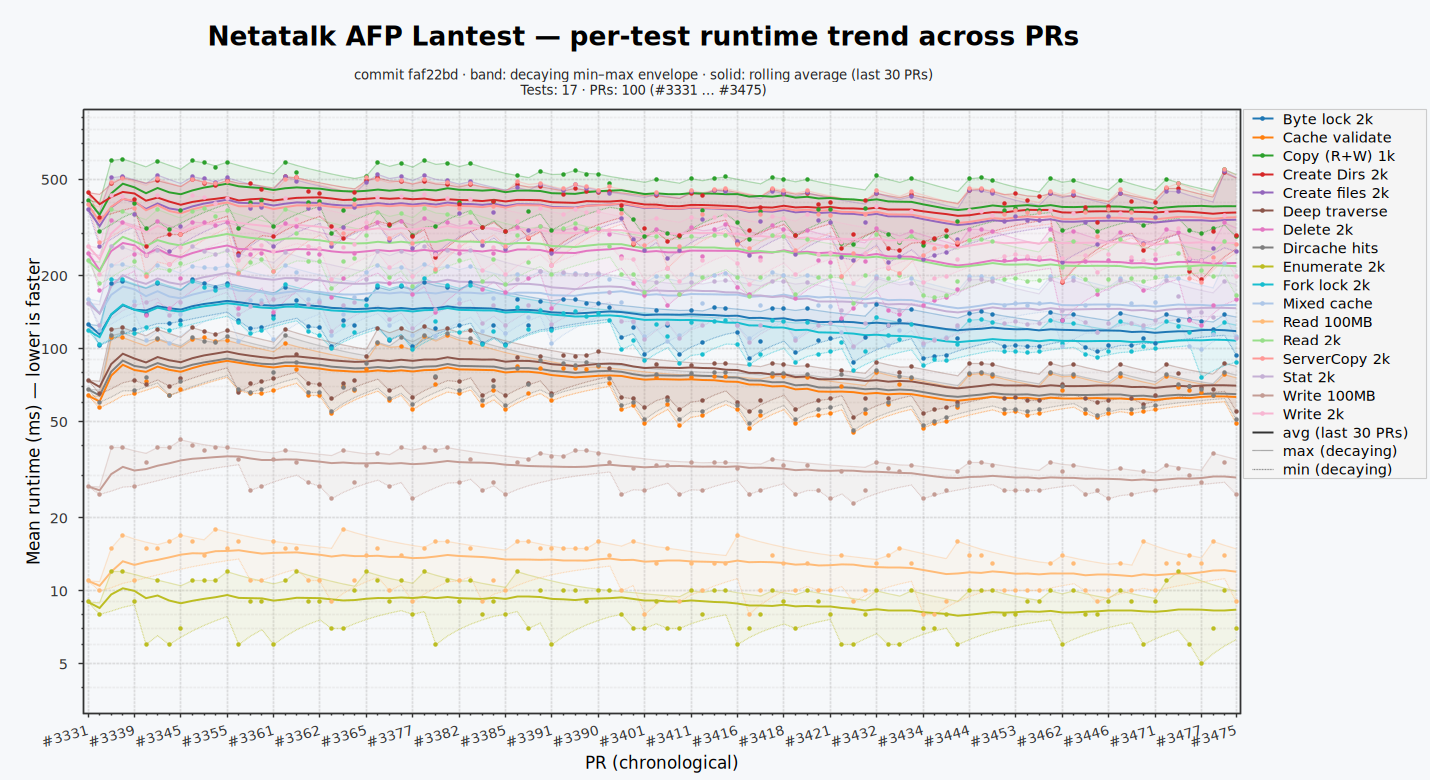 Netatalk AFP Lantest — per-test runtime trend across PRs
commit faf22bd · band: decaying min–max envelope · solid: rolling average (last 30 PRs)
Tests: 17 · PRs: 100 (#3331 … #3475)
Mean runtime (ms) — lower is faster
500
200
100
50
20
10
5
#3331 #3339 #3345 #3355 #3361 #3362 #3365 #3377 #3382 #3385 #3391 #3390 #3401 #3411 #3416 #3418 #3421 #3432 #3434 #3444 #3453 #3462 #3446 #3471 #3477 #3475
PR (chronological)
Byte lock 2k
Cache validate
Copy (R+W) 1k
Create Dirs 2k
Create files 2k
Deep traverse
Delete 2k
Dircache hits
Enumerate 2k
Fork lock 2k
Mixed cache
Read 100MB
Read 2k
ServerCopy 2k
Stat 2k
Write 100MB
Write 2k
avg (last 30 PRs)
max (decaying)
min (decaying)